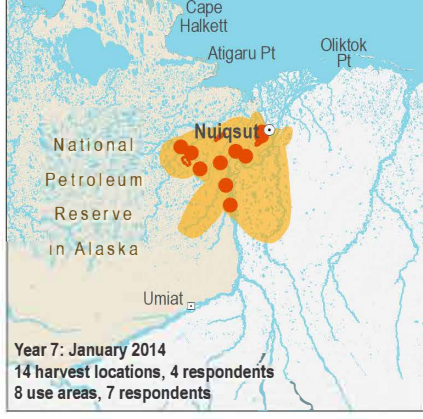 Cape
Halkett
Atigaru Pt
Oliktok
Pt
Nuiqsut
National
Petroleum
Reserve
in Alaska
Umiat
Year 7: January 2014
14 harvest locations, 4 respondents
8 use areas, 7 respondents